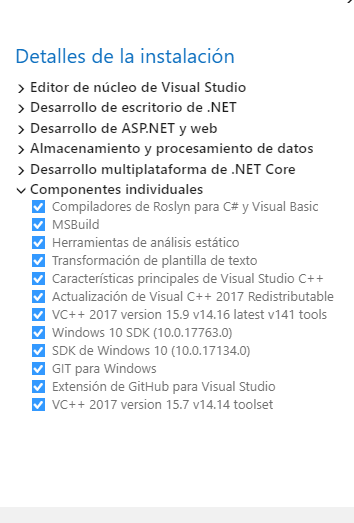 Detalles de la instalación
Editor de núcleo de Visual Studio
Desarrollo de escritorio de .NET
Desarrollo de ASP.NET y web
Almacenamiento y procesamiento de datos
Desarrollo multiplataforma de .NET Core
Componentes individuales
Compiladores de Roslyn para C# y Visual Basic
MSBuild
Herramientas de análisis estático
Transformación de plantilla de texto
Características principales de Visual Studio C++
Actualización de Visual C++ 2017 Redistributable
VC++ 2017 version 15.9 v14.16 latest v141 tools
Windows 10 SDK (10.0.17763.0)
SDK de Windows 10 (10.0.17134.0)
GIT para Windows
Extensión de GitHub para Visual Studio
VC++ 2017 version 15.7 v14.14 toolset